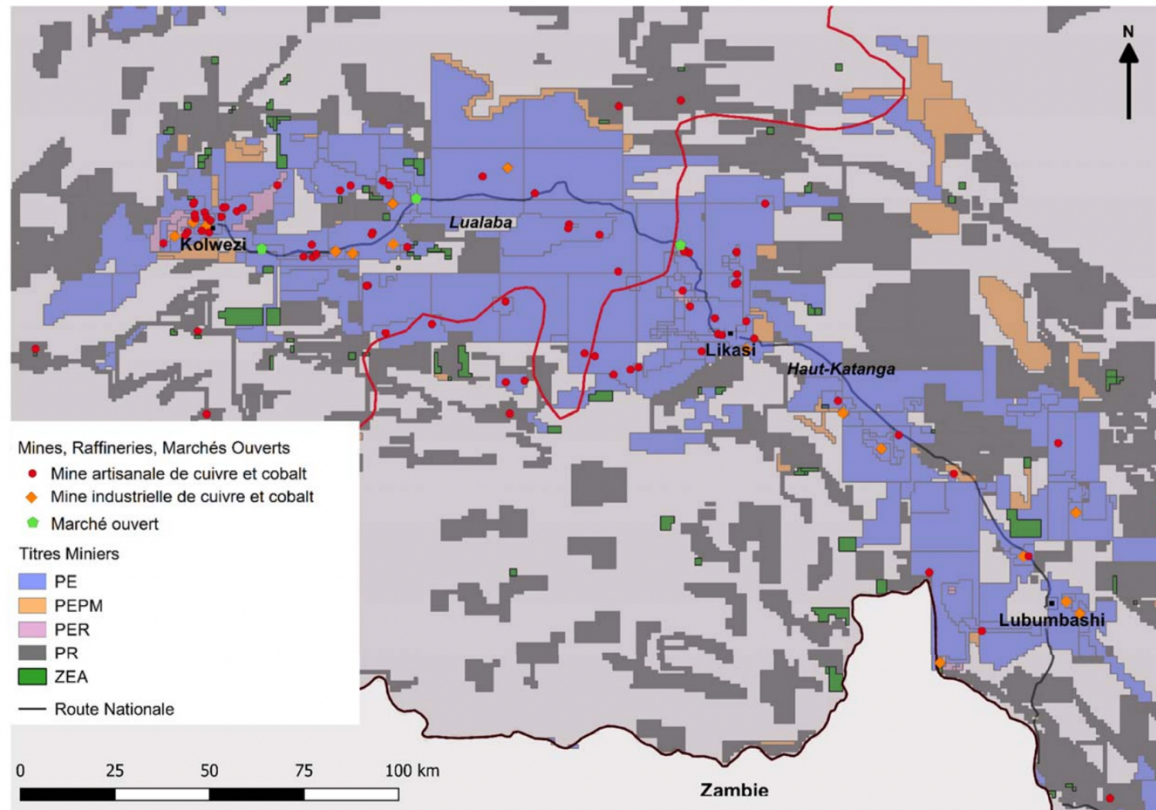 N
Lualaba
Kolwezi
Likasi
Haut-Katanga
Mines, Raffineries, Marchés Ouverts
Mine artisanale de cuivre et cobalt
Mine industrielle de cuivre et cobalt
Marché ouvert
Titres Miniers
PE
PEPM
PER
PR
ZEA
Route Nationale
Lubumbashi
0 25 50 75 100 km
Zambie